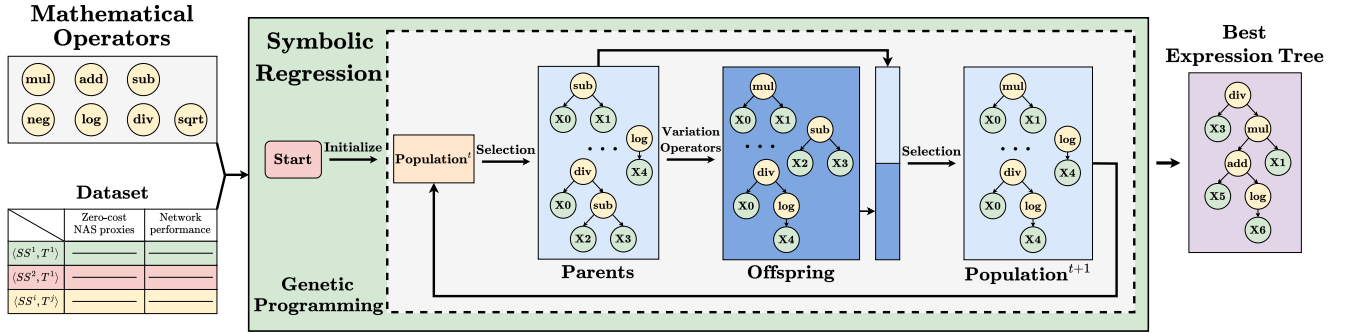 Mathematical
Operators
mul add sub
neg log div sqrt
Dataset
Zero-cost
NAS proxies
Network
performance
⟨SS¹, T¹⟩
⟨SS², T¹⟩
⟨SSⁱ, Tʲ⟩
Symbolic
Regression
Start
Initialize
Genetic
Programming
Populationᵗ
Selection
sub
X0 X1
log
X4
. . .
div
X0 sub
X2 X3
Parents
Variation
Operators
mul
X0 X1
sub
X2 X3
. . .
div
X0 log
X4
Offspring
Selection
mul
X0 X1
log
X4
. . .
div
X0 log
X4
Populationᵗ⁺¹
Best
Expression Tree
div
X3 mul
add X1
X5 log
X6